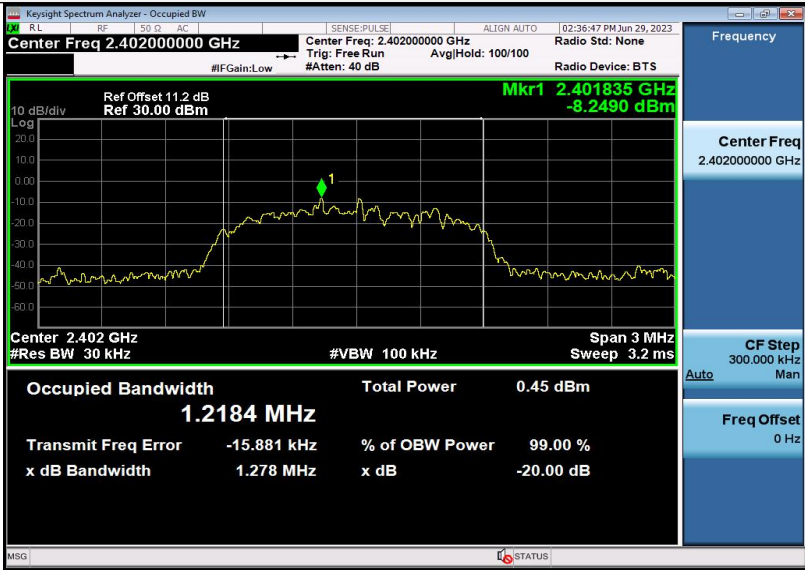 Keysight Spectrum Analyzer - Occupied BW
LXI RL RF 50 Ω AC SENSE:PULSE ALIGN AUTO 02:36:47 PM Jun 29, 2023
Center Freq 2.402000000 GHz Center Freq: 2.402000000 GHz Radio Std: None
Trig: Free Run Avg|Hold: 100/100
#IFGain:Low #Atten: 40 dB Radio Device: BTS
Frequency
Ref Offset 11.2 dB Mkr1 2.401835 GHz
10 dB/div Ref 30.00 dBm -8.2490 dBm
Log
20.0
10.0
0.00
-10.0
-20.0
-30.0
-40.0
-50.0
-60.0
1
Center 2.402 GHz Span 3 MHz
#Res BW 30 kHz #VBW 100 kHz Sweep 3.2 ms
Occupied Bandwidth Total Power 0.45 dBm
1.2184 MHz
Transmit Freq Error -15.881 kHz % of OBW Power 99.00 %
x dB Bandwidth 1.278 MHz x dB -20.00 dB
Center Freq
2.402000000 GHz
CF Step
300.000 kHz
Auto Man
Freq Offset
0 Hz
MSG STATUS